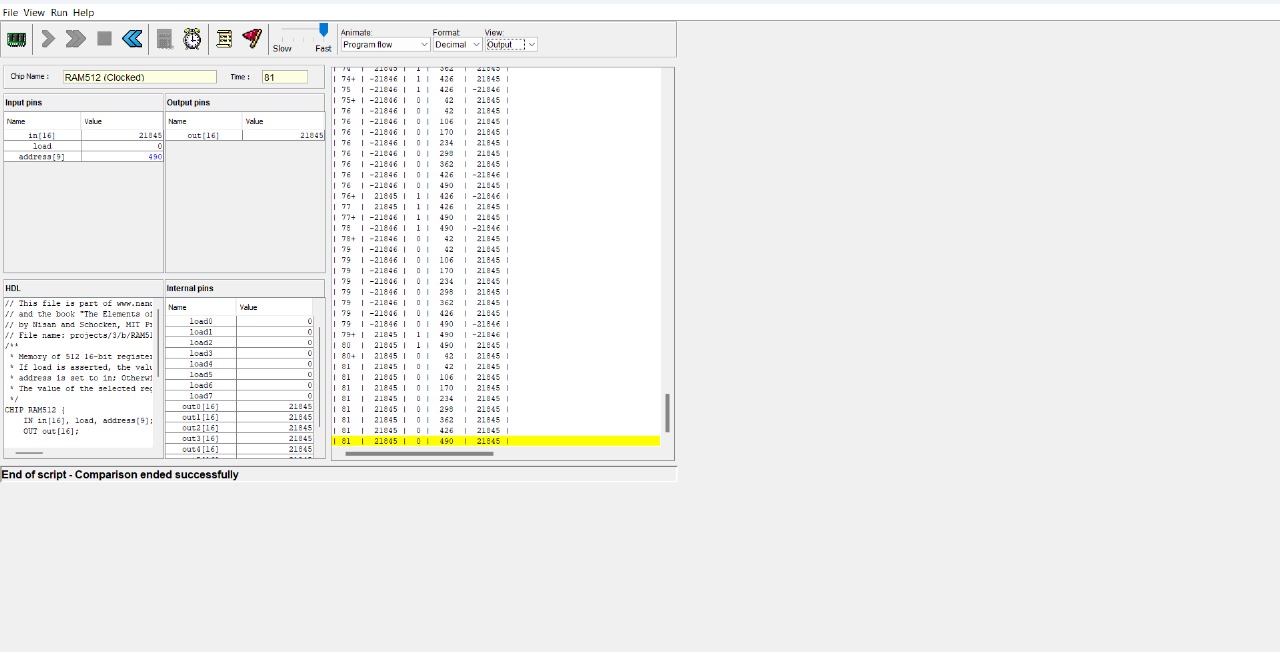 File View Run Help
Slow Fast
Animate: Format: View:
Program flow Decimal Output
Chip Name : RAM512 (Clocked) Time : 81
Input pins
Name Value
in[16] 21845
load 0
address[9] 490
Output pins
Name Value
out[16] 21845
HDL
// This file is part of www.nand
// and the book "The Elements of
// by Nisan and Schocken, MIT
// File name: projects/3/b/RAM51
/**
* Memory of 512 16-bit register
* If load is asserted, the valu
* address is set to in; Otherwi
* The value of the selected reg
*/
CHIP RAM512 {
IN in[16], load, address[9];
OUT out[16];
Internal pins
Name Value
load0 0
load1 0
load2 0
load3 0
load4 0
load5 0
load6 0
load7 0
out0[16] 21845
out1[16] 21845
out2[16] 21845
out3[16] 21845
out4[16] 21845
| 74 | 21845 | 1 | 362 | 21845 |
| 74+ | -21846 | 1 | 426 | 21845 |
| 75 | -21846 | 1 | 426 | -21846 |
| 75+ | -21846 | 0 | 42 | 21845 |
| 76 | -21846 | 0 | 42 | 21845 |
| 76 | -21846 | 0 | 106 | 21845 |
| 76 | -21846 | 0 | 170 | 21845 |
| 76 | -21846 | 0 | 234 | 21845 |
| 76 | -21846 | 0 | 298 | 21845 |
| 76 | -21846 | 0 | 362 | 21845 |
| 76 | -21846 | 0 | 426 | -21846 |
| 76 | -21846 | 0 | 490 | 21845 |
| 76+ | 21845 | 1 | 426 | -21846 |
| 77 | 21845 | 1 | 426 | 21845 |
| 77+ | -21846 | 1 | 490 | 21845 |
| 78 | -21846 | 1 | 490 | -21846 |
| 78+ | -21846 | 0 | 42 | 21845 |
| 79 | -21846 | 0 | 42 | 21845 |
| 79 | -21846 | 0 | 106 | 21845 |
| 79 | -21846 | 0 | 170 | 21845 |
| 79 | -21846 | 0 | 234 | 21845 |
| 79 | -21846 | 0 | 298 | 21845 |
| 79 | -21846 | 0 | 362 | 21845 |
| 79 | -21846 | 0 | 426 | 21845 |
| 79 | -21846 | 0 | 490 | -21846 |
| 79+ | 21845 | 1 | 490 | -21846 |
| 80 | 21845 | 1 | 490 | 21845 |
| 80+ | 21845 | 0 | 42 | 21845 |
| 81 | 21845 | 0 | 42 | 21845 |
| 81 | 21845 | 0 | 106 | 21845 |
| 81 | 21845 | 0 | 170 | 21845 |
| 81 | 21845 | 0 | 234 | 21845 |
| 81 | 21845 | 0 | 298 | 21845 |
| 81 | 21845 | 0 | 362 | 21845 |
| 81 | 21845 | 0 | 426 | 21845 |
| 81 | 21845 | 0 | 490 | 21845 |
End of script - Comparison ended successfully